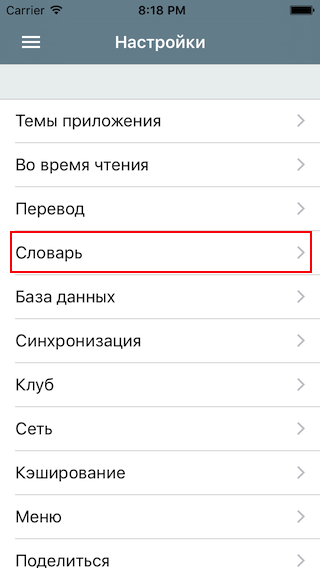 Carrier 8:18 PM
Настройки
Темы приложения
Во время чтения
Перевод
Словарь
База данных
Синхронизация
Клуб
Сеть
Кэширование
Меню
Поделиться